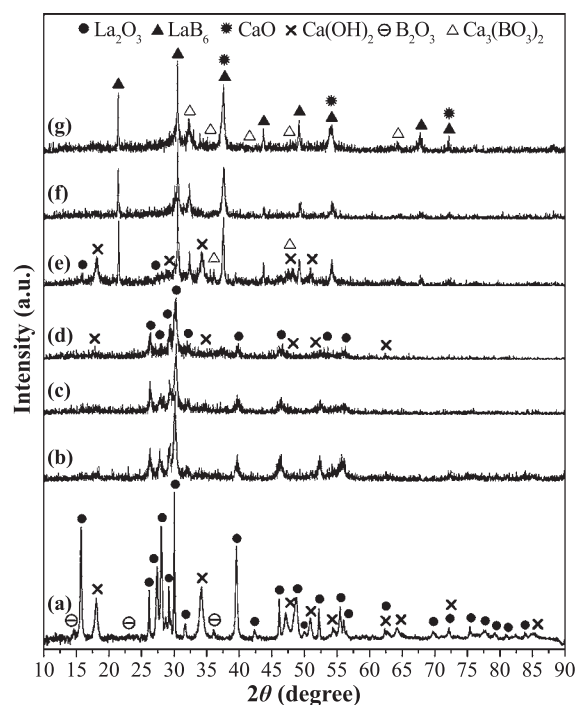 ● La₂O₃ ▲ LaB₆ ✹ CaO × Ca(OH)₂ ⊖ B₂O₃ △ Ca₃(BO₃)₂
(g)
(f)
(e)
(d)
(c)
(b)
(a)
Intensity (a.u.)
10 15 20 25 30 35 40 45 50 55 60 65 70 75 80 85 90
2θ (degree)